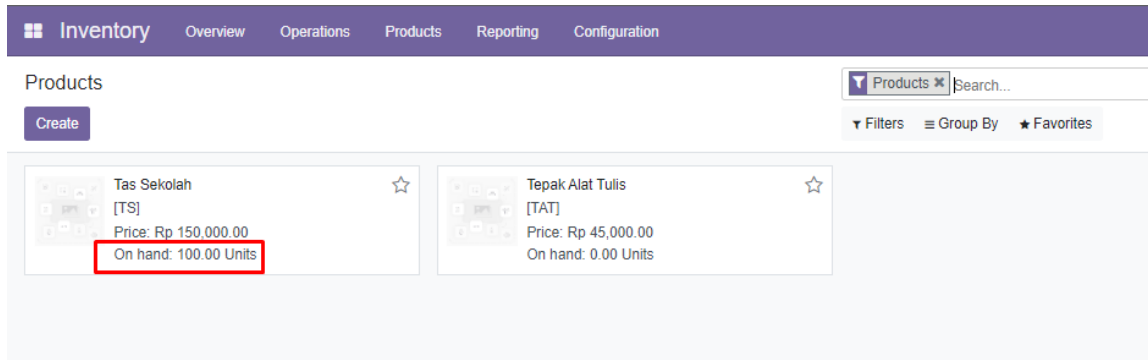 Inventory Overview Operations Products Reporting Configuration
Products
Products Search...
Create
Filters Group By Favorites
Tas Sekolah
[TS]
Price: Rp 150,000.00
On hand: 100.00 Units
Tepak Alat Tulis
[TAT]
Price: Rp 45,000.00
On hand: 0.00 Units